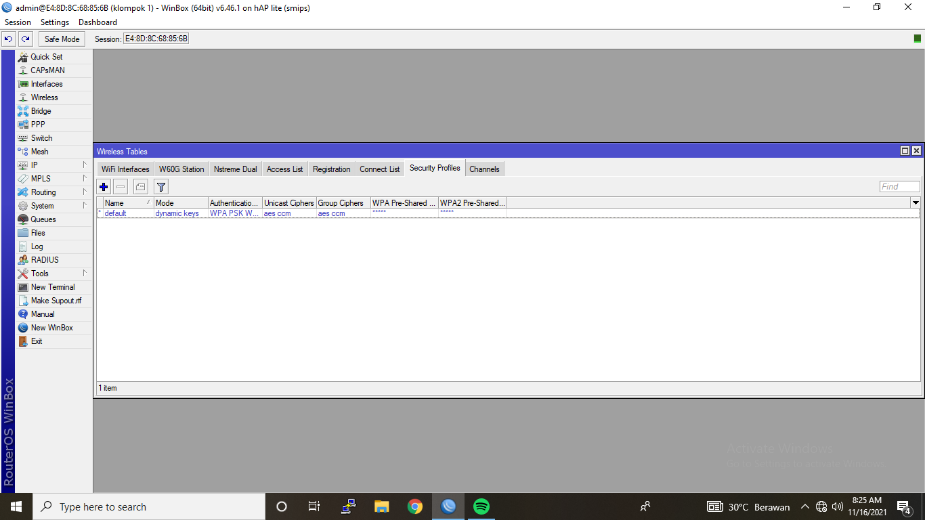 admin@E4:8D:8C:68:85:6B (klompok 1) - WinBox (64bit) v6.46.1 on hAP lite (smips)
Session Settings Dashboard
Safe Mode Session: E4:8D:8C:68:85:6B
Quick Set
CAPsMAN
Interfaces
Wireless
Bridge
PPP
Switch
Mesh
IP
MPLS
Routing
System
Queues
Files
Log
RADIUS
Tools
New Terminal
Make Supout.rif
Manual
New WinBox
Exit
RouterOS WinBox
Wireless Tables
WiFi Interfaces W60G Station Nstreme Dual Access List Registration Connect List Security Profiles Channels
Find
Name Mode Authenticatio... Unicast Ciphers Group Ciphers WPA Pre-Shared ... WPA2 Pre-Shared...
* default dynamic keys WPA PSK W... aes ccm aes ccm ***** *****
1 item
Activate Windows
Type here to search
30°C Berawan
8:25 AM
11/16/2021
4